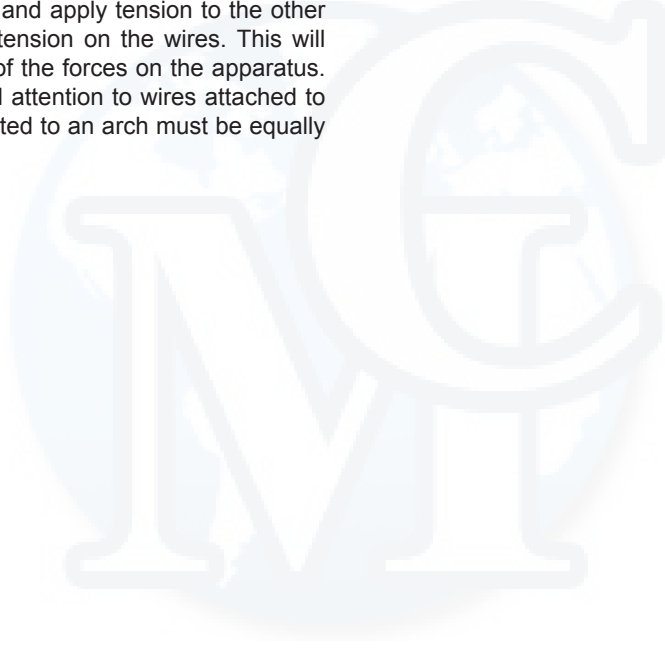 and apply tension to the other
tension on the wires. This will
of the forces on the apparatus.
attention to wires attached to
ted to an arch must be equally